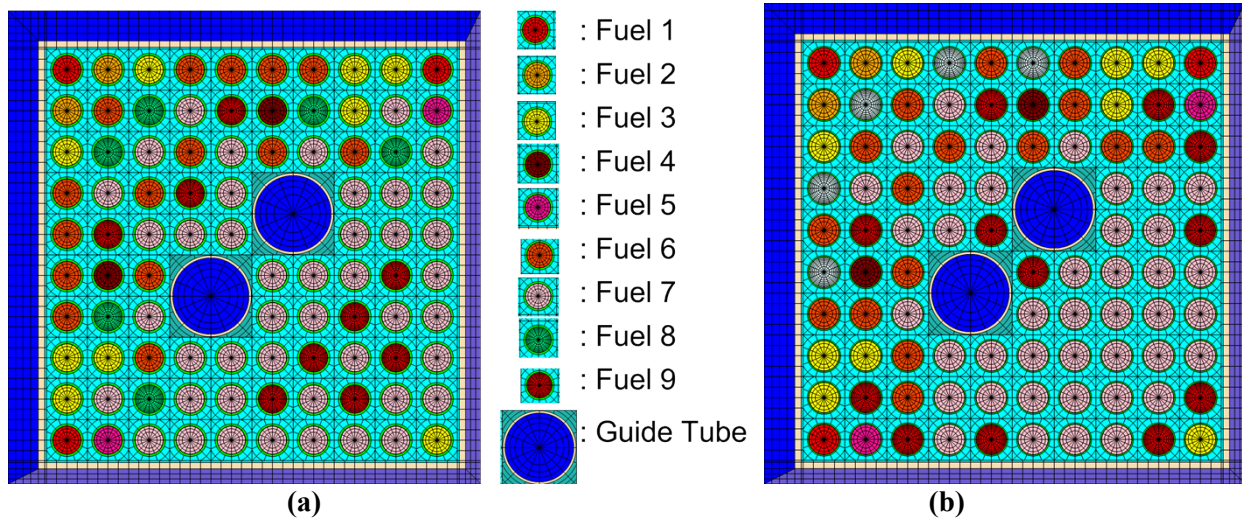 : Fuel 1
: Fuel 2
: Fuel 3
: Fuel 4
: Fuel 5
: Fuel 6
: Fuel 7
: Fuel 8
: Fuel 9
: Guide Tube
(a)
(b)